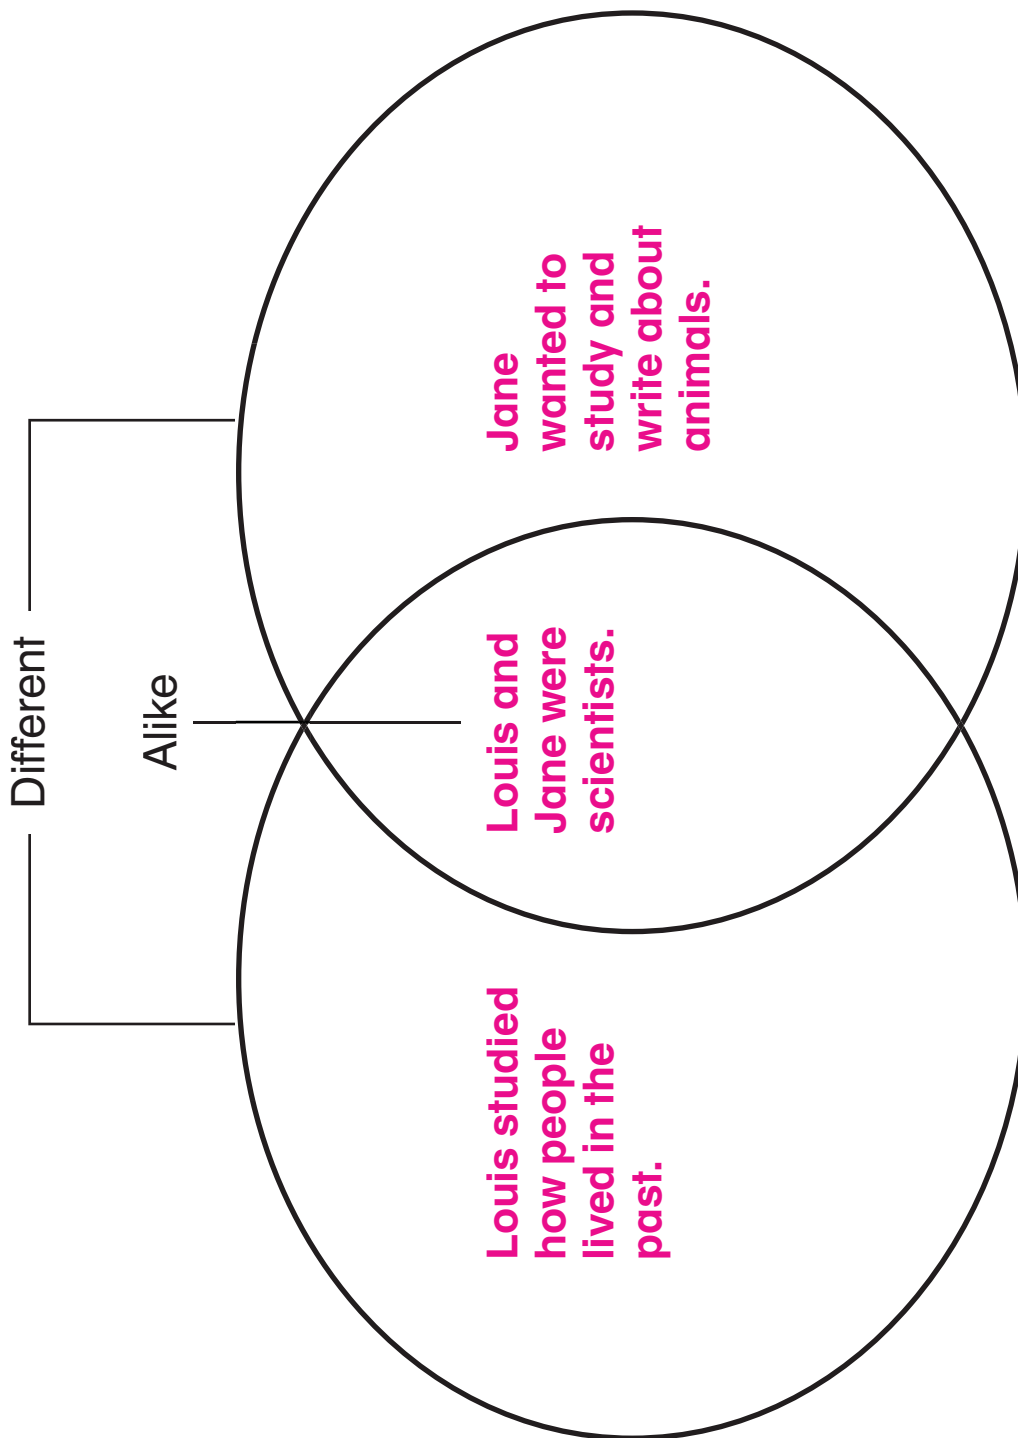 Different
Alike
Louis studied
how people
lived in the
past.
Louis and
Jane were
scientists.
Jane
wanted to
study and
write about
animals.